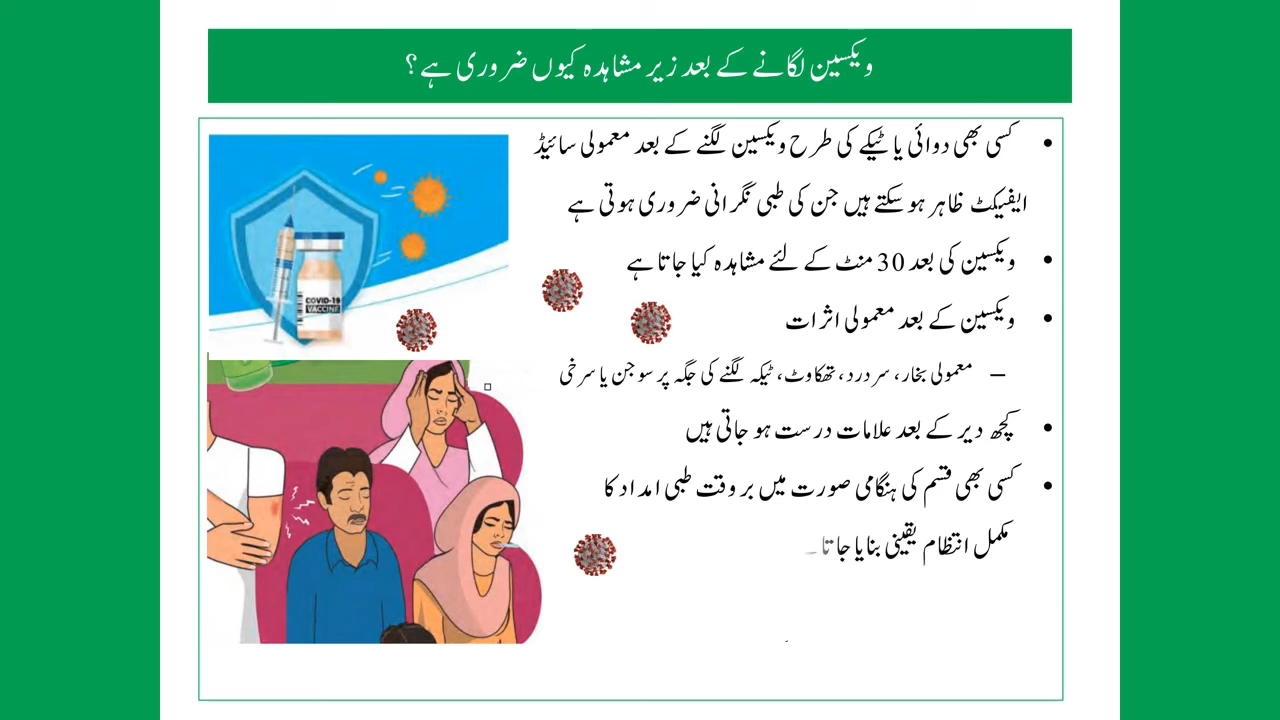 ویکسین لگانے کے بعد زیر مشاہدہ کیوں ضروری ہے؟
• کسی بھی دوائی یا ٹیکے کی طرح ویکسین لگنے کے بعد معمولی سائیڈ
ایفیکٹ ظاہر ہو سکتے ہیں جن کی طبی نگرانی ضروری ہوتی ہے
• ویکسین کی بعد 30 منٹ کے لئے مشاہدہ کیا جاتا ہے
• ویکسین کے بعد معمولی اثرات
– معمولی بخار، سر درد، تھکاوٹ، ٹیکہ لگنے کی جگہ پر سوجن یا سرخی
• کچھ دیر کے بعد علامات درست ہو جاتی ہیں
• کسی بھی قسم کی ہنگامی صورت میں بر وقت طبی امداد کا
مکمل انتظام یقینی بنایا جاتا۔
COVID-19
VACCINE